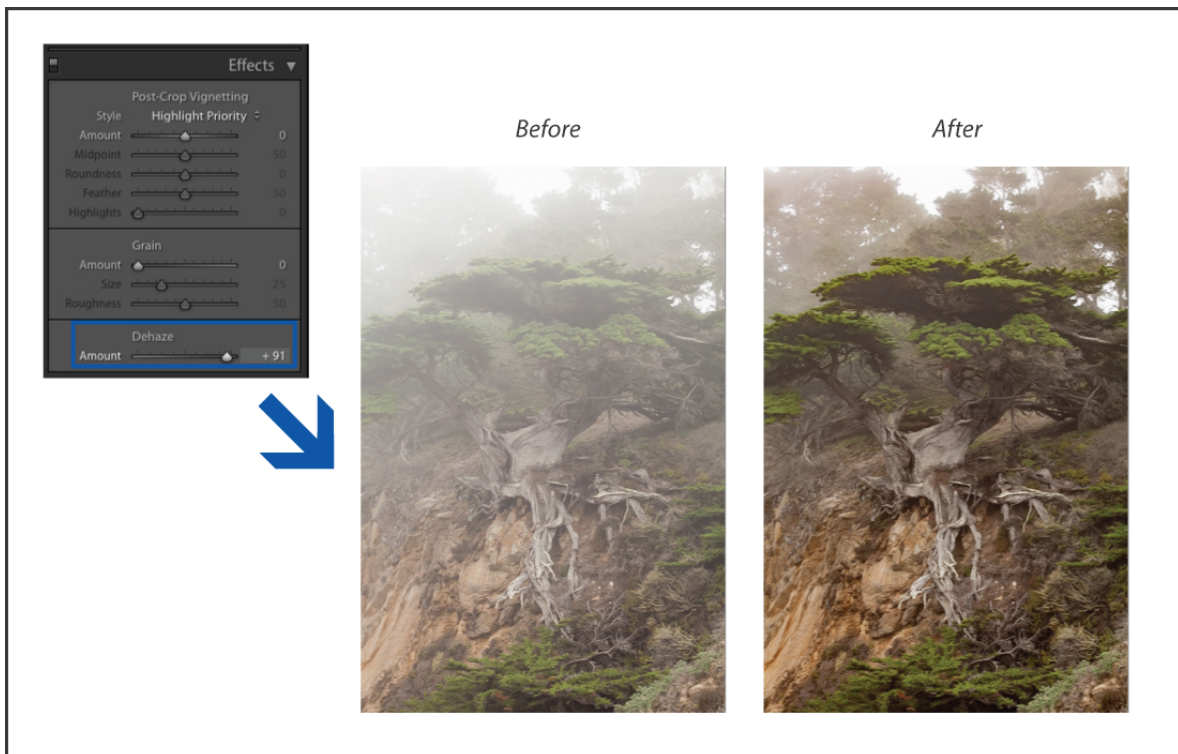 Effects
Post-Crop Vignetting
Style Highlight Priority
Amount 0
Midpoint 50
Roundness 0
Feather 50
Highlights 0
Grain
Amount 0
Size 25
Roughness 50
Dehaze
Amount + 91
Before
After